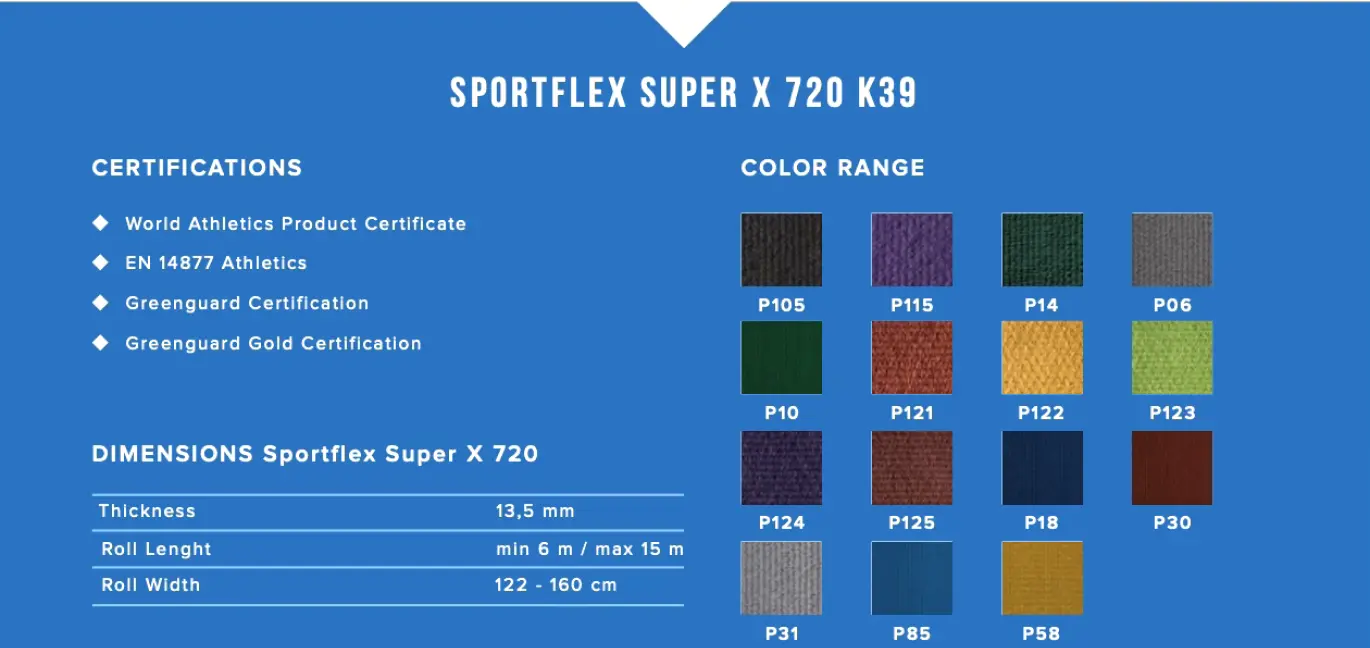 SPORTFLEX SUPER X 720 K39
CERTIFICATIONS
World Athletics Product Certificate
EN 14877 Athletics
Greenguard Certification
Greenguard Gold Certification
DIMENSIONS Sportflex Super X 720
Thickness 13,5 mm
Roll Lenght min 6 m / max 15 m
Roll Width 122 - 160 cm
COLOR RANGE
P105 P115 P14 P06
P10 P121 P122 P123
P124 P125 P18 P30
P31 P85 P58